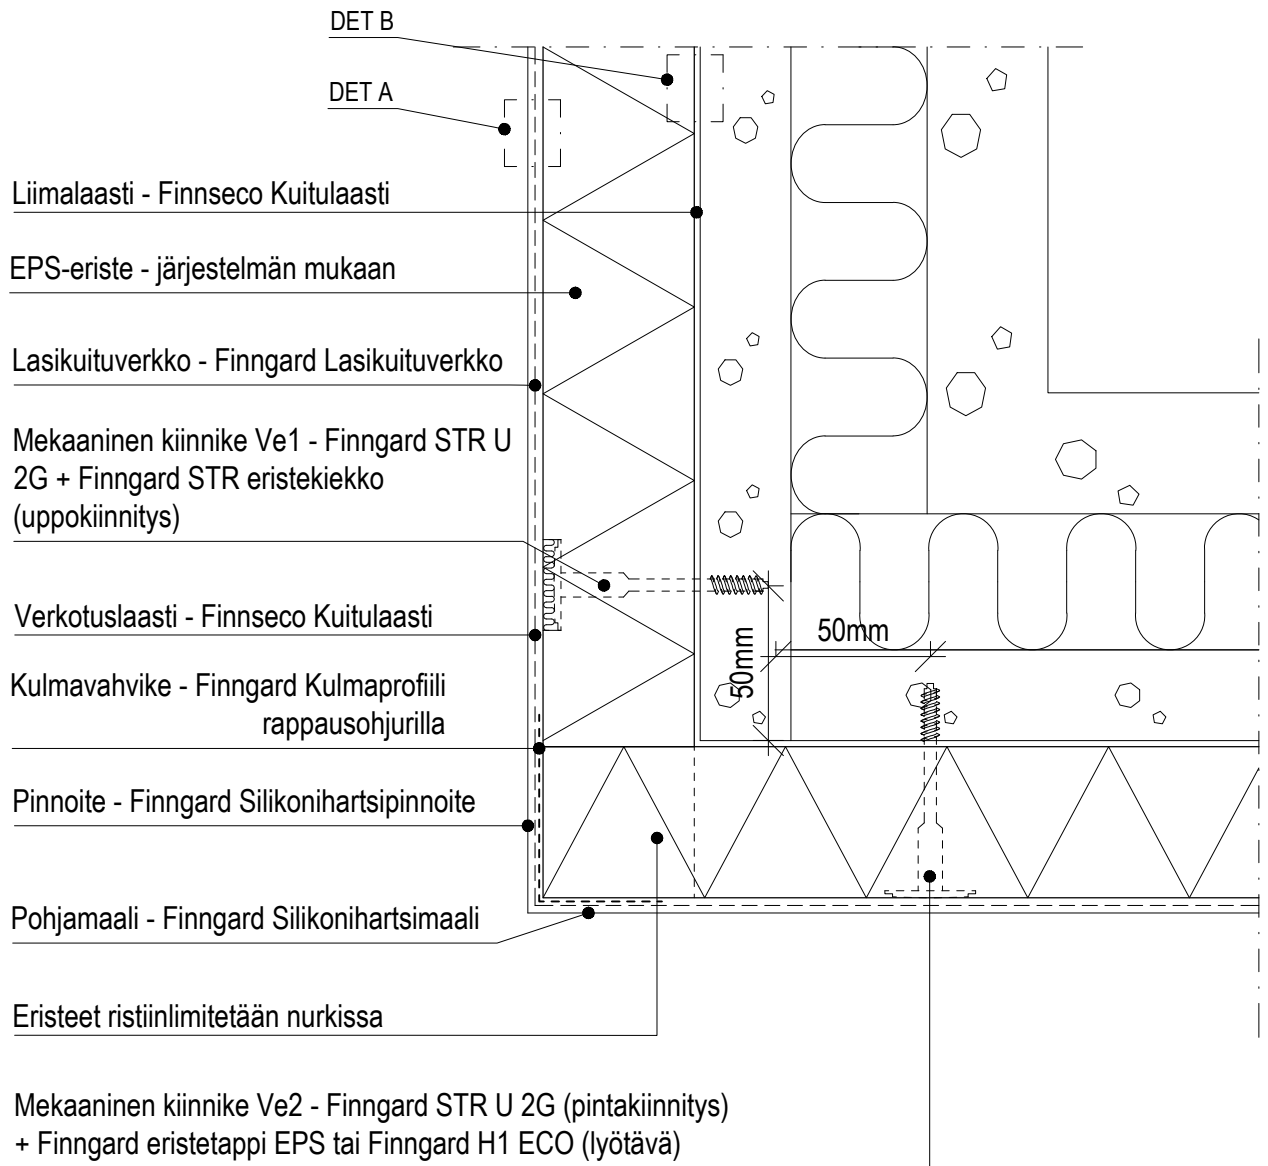 DET B
DET A
Liimalaasti - Finnseco Kuitulaasti
EPS-eriste - järjestelmän mukaan
Lasikuituverkko - Finngard Lasikuituverkko
Mekaaninen kiinnike Ve1 - Finngard STR U
2G + Finngard STR eristekiekko
(uppokiinnitys)
Verkotuslaasti - Finnseco Kuitulaasti
50mm
50mm
Kulmavahvike - Finngard Kulmaprofiili
rappausohjurilla
Pinnoite - Finngard Silikonihartsipinnoite
Pohjamaali - Finngard Silikonihartsimaali
Eristeet ristiinlimitetään nurkissa
Mekaaninen kiinnike Ve2 - Finngard STR U 2G (pintakiinnitys)
+ Finngard eristetappi EPS tai Finngard H1 ECO (lyötävä)